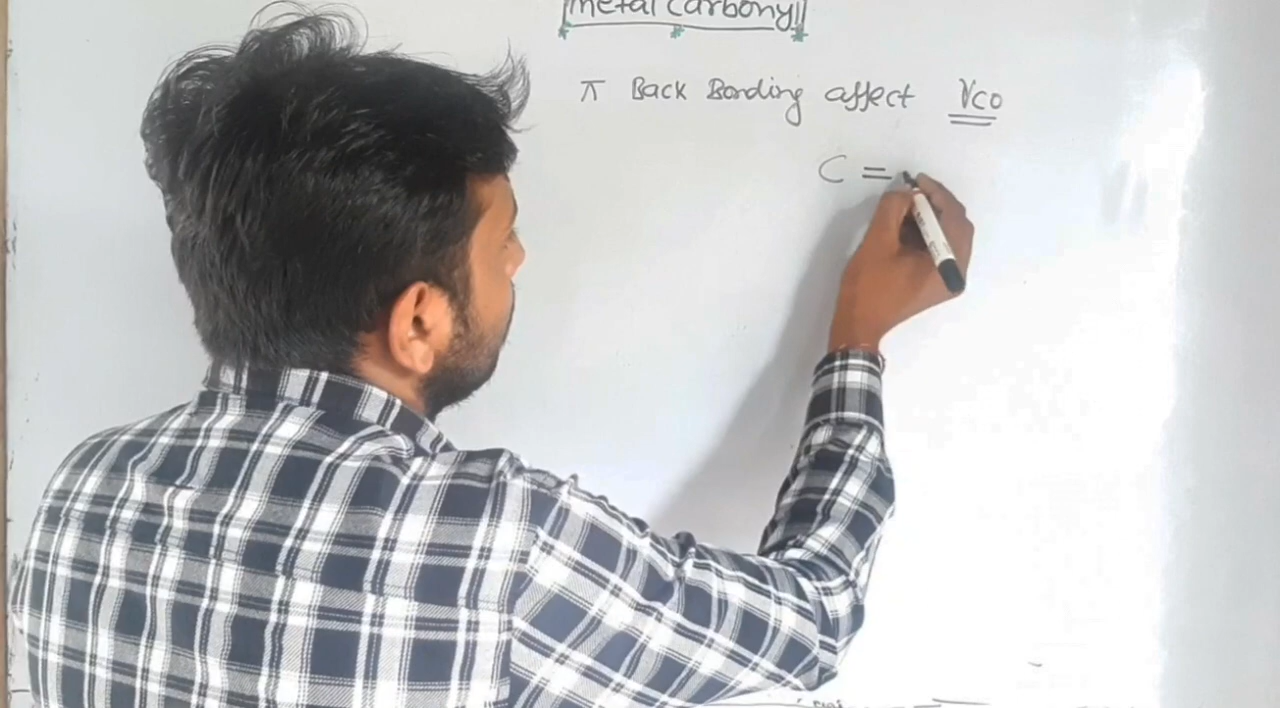 Metal Carbonyl
π Back Bonding affect νco
C =